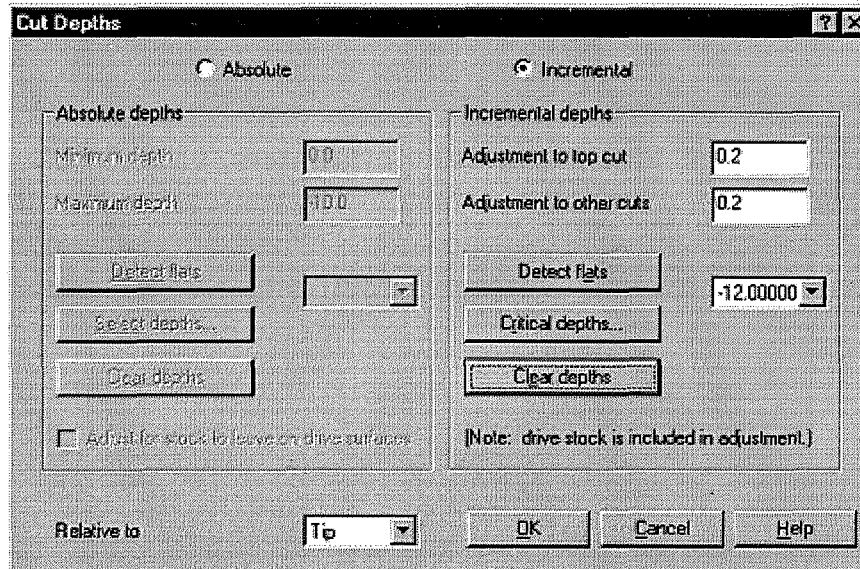 Cut Depths
Absolute
Incremental
Absolute depths
Minimum depth 0.0
Maximum depth -10.0
Detect flats
Select depths...
Clear depths
Adjust for stock to leave on drive surfaces
Incremental depths
Adjustment to top cut 0.2
Adjustment to other cuts 0.2
Detect flats
-12.00000
Critical depths...
Clear depths
(Note: drive stock is included in adjustment.)
Relative to Tip
OK Cancel Help